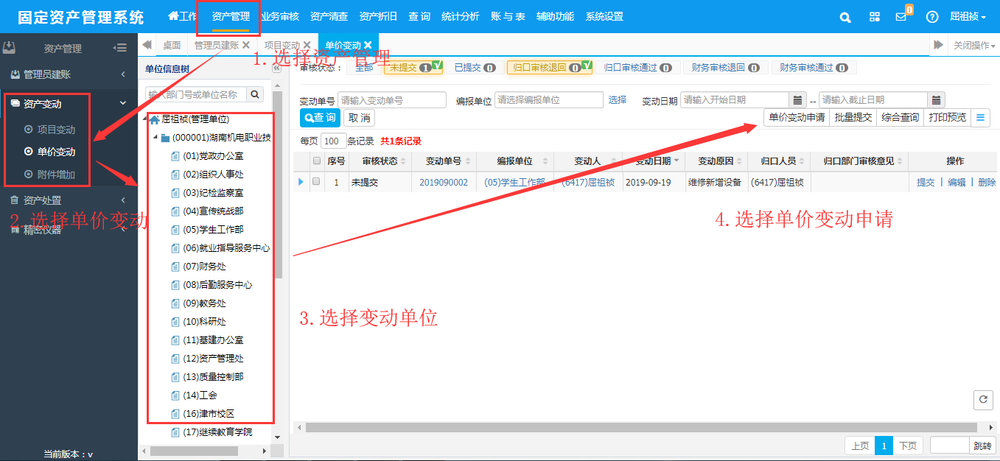 固定资产管理系统
工作 资产管理 业务审核 资产清查 资产折旧 查 询 统计分析 账 与 表 辅助功能 系统设置
0
屈祖祯
资产管理
桌面 管理员建账 项目变动 单价变动 关闭操作
1.选择资产管理
管理员建账
资产变动
项目变动
单价变动
附件增加
资产处置
精密仪器
2.选择单价变动
当前版本：v
单位信息树
输入部门号或单位名称
屈祖祯(管理单位)
(000001)湖南机电职业技
(01)党政办公室
(02)组织人事处
(03)纪检监察室
(04)宣传统战部
(05)学生工作部
(06)就业指导服务中心
(07)财务处
(08)后勤服务中心
(09)教务处
(10)科研处
(11)基建办公室
(12)资产管理处
(13)质量控制部
(14)工会
(16)津市校区
(17)继续教育学院
审核状态： 全部 未提交 1 已提交 0 归口审核退回 0 归口审核通过 0 财务审核退回 0 财务审核通过 0
变动单号 请输入变动单号 编报单位 请选择编报单位 选择 变动日期 请输入开始日期 -- 请输入截止日期
查 询 取 消 单价变动申请 批量提交 综合查询 打印预览
每页 100 条记录 共1条记录
序号 审核状态 变动单号 编报单位 变动人 变动日期 变动原因 归口人员 归口部门审核意见 操作
1 未提交 2019090002 (05)学生工作部 (6417)屈祖祯 2019-09-19 维修新增设备 (6417)屈祖祯 提交 | 编辑 | 删除
4.选择单价变动申请
3.选择变动单位
上页 1 下页 跳转